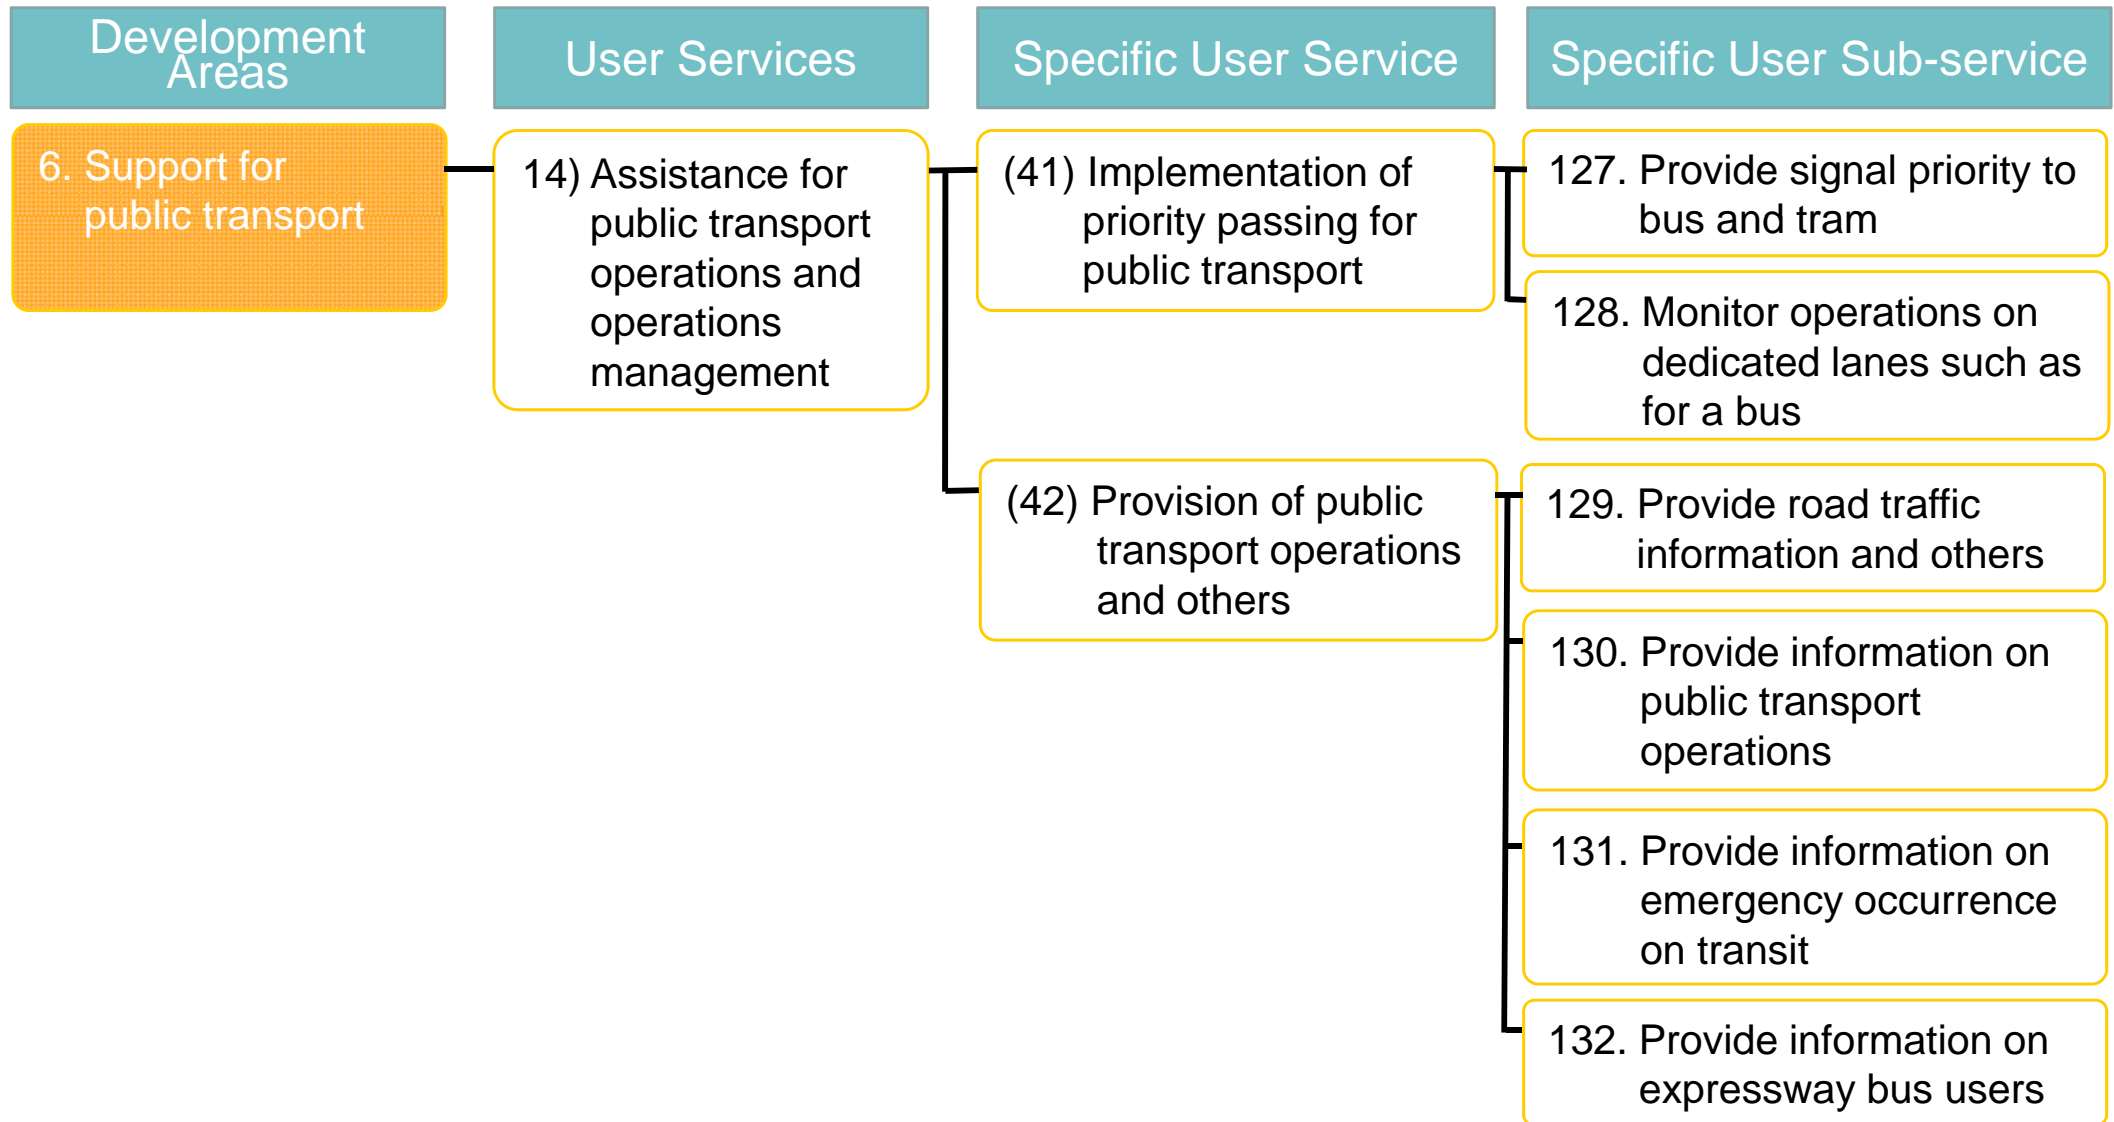 Development
Areas
User Services
Specific User Service
Specific User Sub-service
6. Support for
public transport
14) Assistance for
public transport
operations and
operations
management
(41) Implementation of
priority passing for
public transport
127. Provide signal priority to
bus and tram
128. Monitor operations on
dedicated lanes such as
for a bus
(42) Provision of public
transport operations
and others
129. Provide road traffic
information and others
130. Provide information on
public transport
operations
131. Provide information on
emergency occurrence
on transit
132. Provide information on
expressway bus users